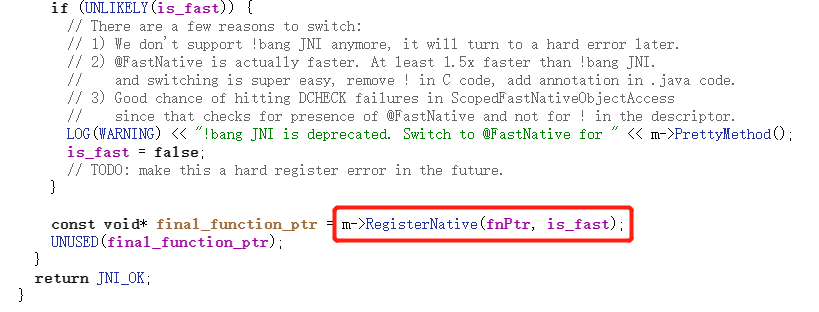 if (UNLIKELY(is_fast)) {
// There are a few reasons to switch:
// 1) We don't support !bang JNI anymore, it will turn to a hard error later.
// 2) @FastNative is actually faster. At least 1.5x faster than !bang JNI.
//    and switching is super easy, remove ! in C code, add annotation in .java code.
// 3) Good chance of hitting DCHECK failures in ScopedFastNativeObjectAccess
//    since that checks for presence of @FastNative and not for ! in the descriptor.
LOG(WARNING) << "!bang JNI is deprecated. Switch to @FastNative for " << m->PrettyMethod();
is_fast = false;
// TODO: make this a hard register error in the future.
}
const void* final_function_ptr = m->RegisterNative(fnPtr, is_fast);
UNUSED(final_function_ptr);
}
return JNI_OK;
}